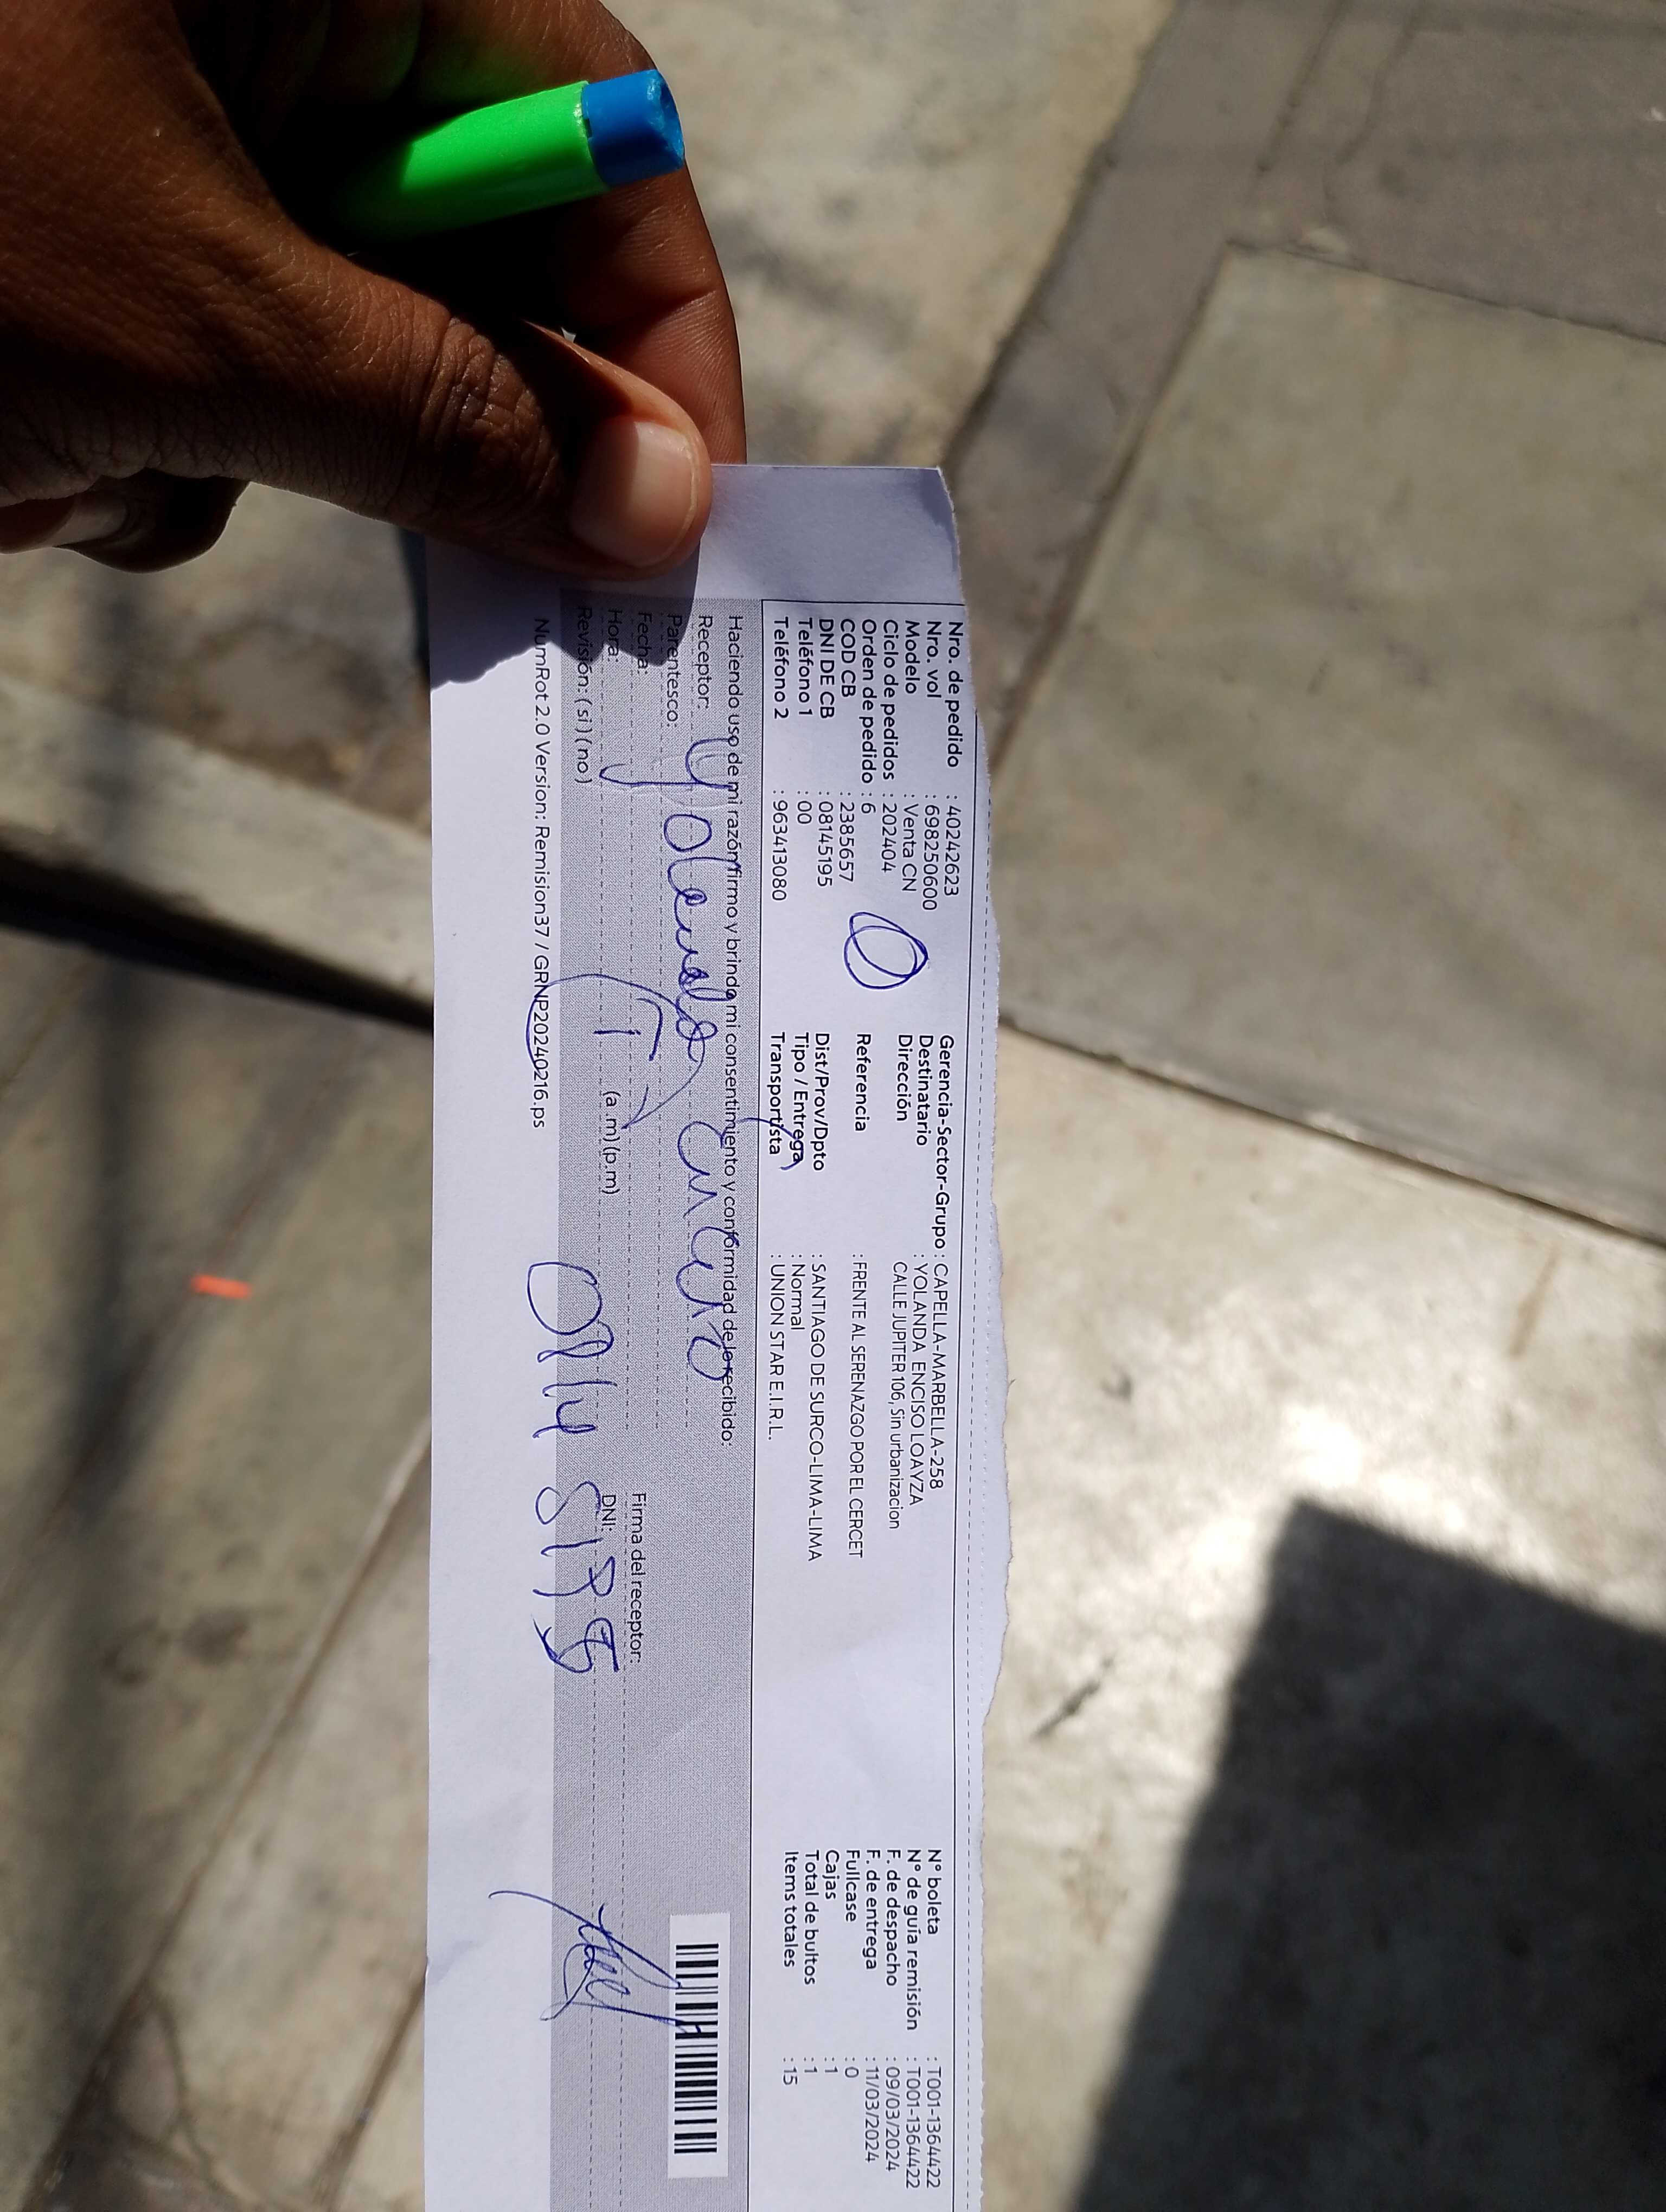 Nro. de pedido : 40242623
Nro. vol : 698250600
Modelo : Venta CN
Ciclo de pedidos : 202404
Orden de pedido : 6
COD CB : 2385657
DNI DE CB : 08145195
Teléfono 1 : 00
Teléfono 2 : 963413080
Gerencia-Sector-Grupo : CAPELLA-MARBELLA-258
Destinatario : YOLANDA ENCISO LOAYZA
Dirección CALLE JUPITER 106, Sin urbanizacion
Referencia : FRENTE AL SERENAZGO POR EL CERCET
Dist/Prov/Dpto : SANTIAGO DE SURCO-LIMA-LIMA
Tipo / Entrega : Normal
Transportista : UNION STAR E.I.R.L.
N° boleta : T001-1364422
N° de guía remisión : T001-1364422
F. de despacho : 09/03/2024
F. de entrega : 11/03/2024
Fullcase : 0
Cajas : 1
Total de bultos : 1
Items totales : 15
Haciendo uso de mi razón firmo y brindo mi consentimiento y conformidad de lo recibido:
Receptor: Yolanda Enciso
Parentesco:
Fecha:
Hora: (a .m) (p.m)
Revisión: ( si ) ( no )
Firma del receptor:
DNI:
NumRot 2.0 Version: Remision37 / GRNP20240216.ps